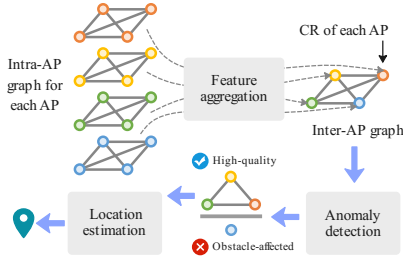 CR of each AP
Intra-AP
graph for
each AP
Feature
aggregation
Inter-AP graph
High-quality
Location
estimation
Anomaly
detection
Obstacle-affected